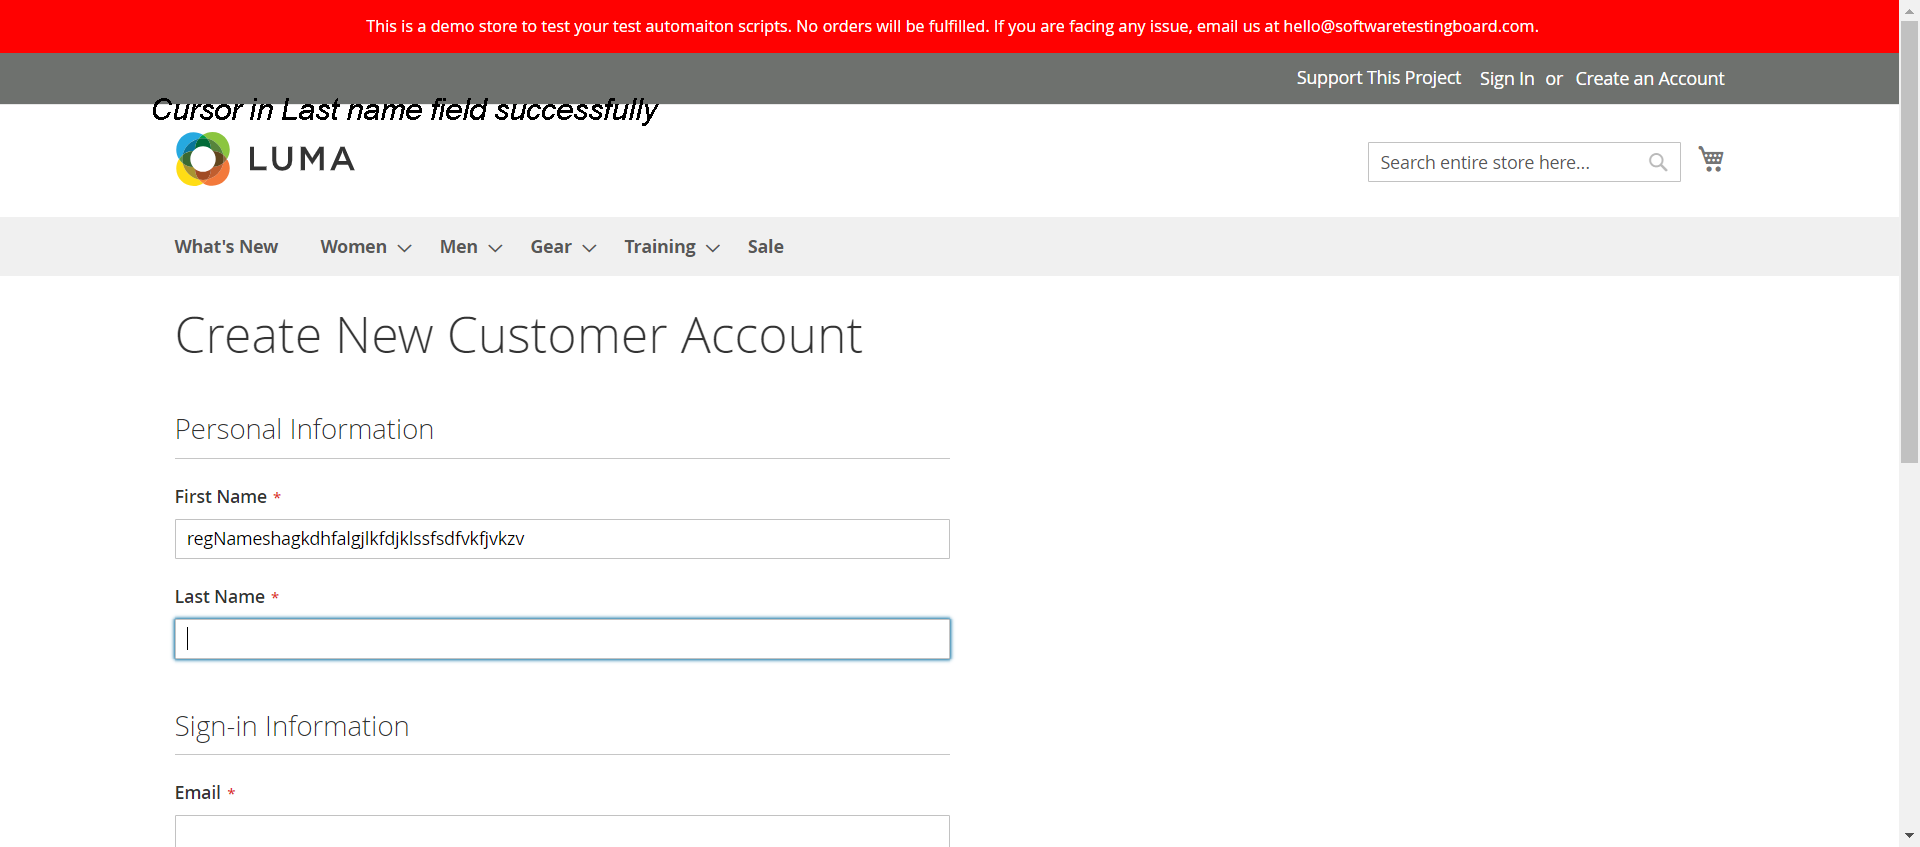 This is a demo store to test your test automaiton scripts. No orders will be fulfilled. If you are facing any issue, email us at hello@softwaretestingboard.com.
Support This Project Sign In or Create an Account
Cursor in Last name field successfully
LUMA
Search entire store here...
What's New Women Men Gear Training Sale
Create New Customer Account
Personal Information
First Name *
regNameshagkdhfalgjlkfdjklssfsdfvkfjvkzv
Last Name *
Sign-in Information
Email *